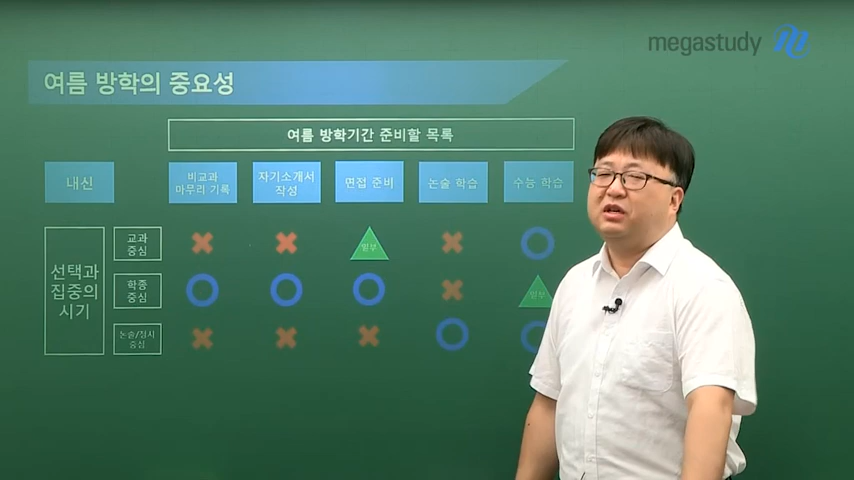 megastudy
여름 방학의 중요성
여름 방학기간 준비할 목록
내신
비교과
마무리 기록
자기소개서
작성
면접 준비
논술 학습
수능 학습
선택과
집중의
시기
교과
중심
일부
학종
중심
일부
논술/정시
중심